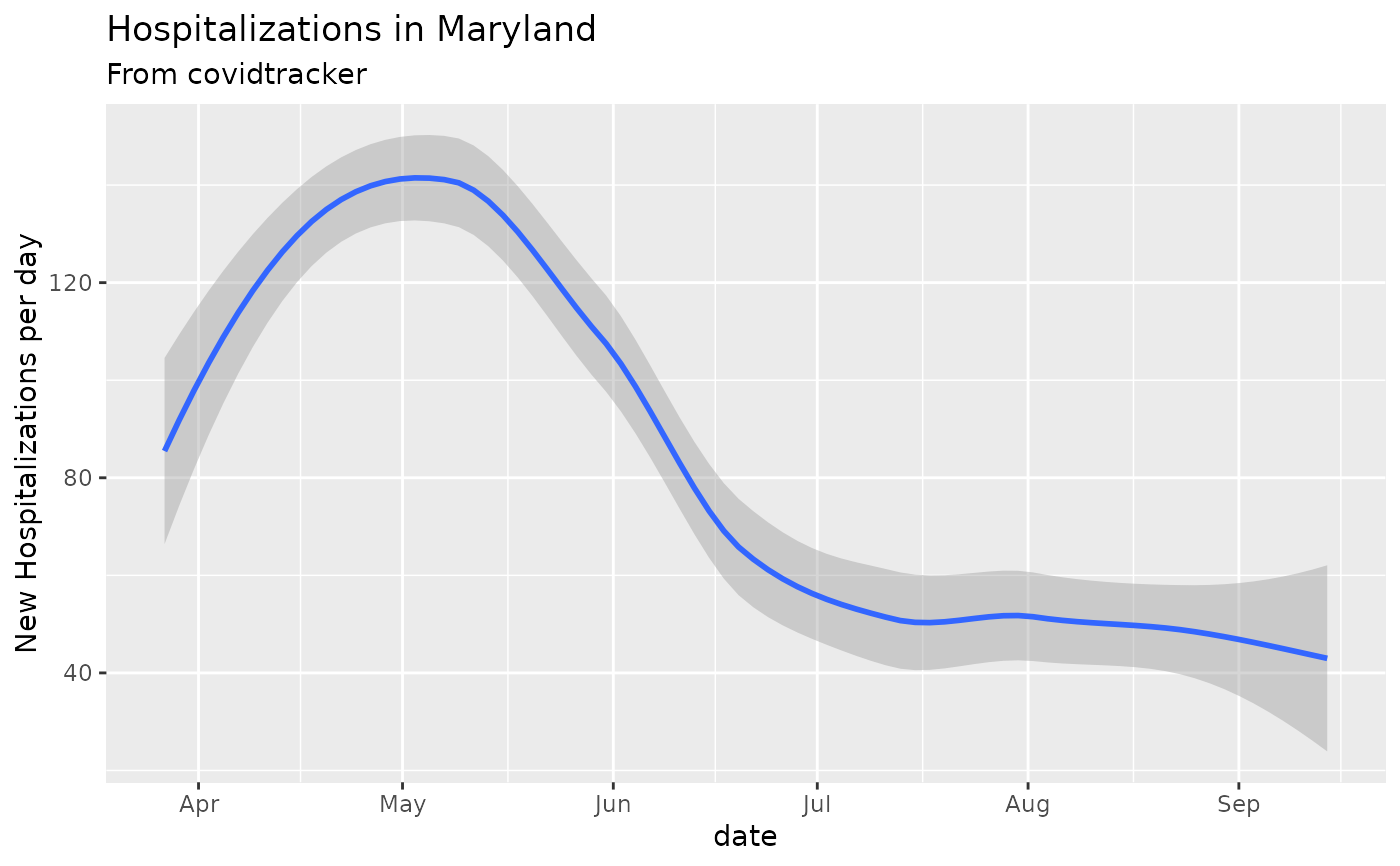 Hospitalizations in Maryland
From covidtracker
New Hospitalizations per day
120
80
40
Apr May Jun Jul Aug Sep
date